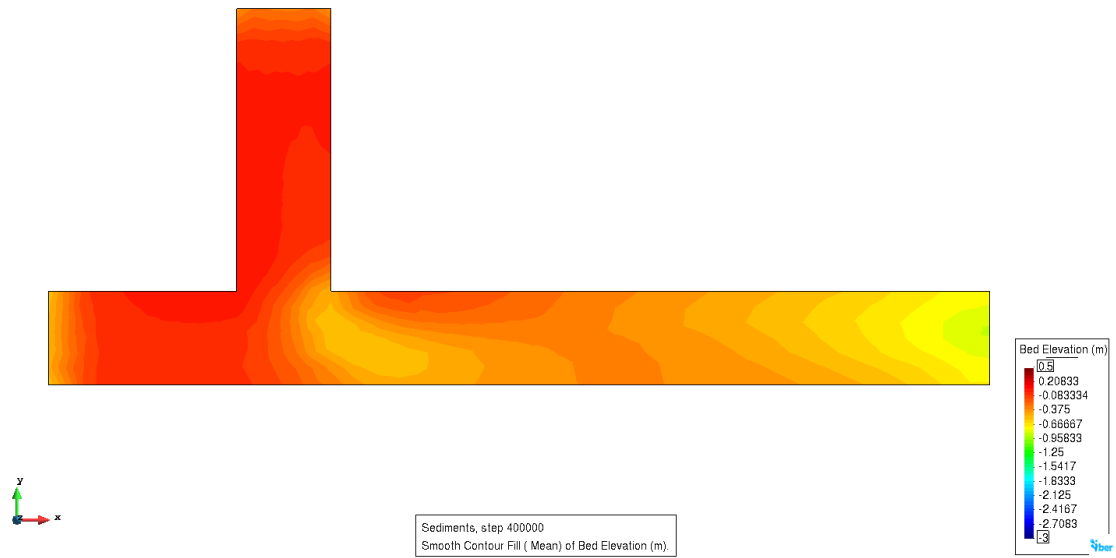 Bed Elevation (m)
0.5
0.20833
-0.083334
-0.375
-0.66667
-0.95833
-1.25
-1.5417
-1.8333
-2.125
-2.4167
-2.7083
-3
y
z x
Sediments, step 400000
Smooth Contour Fill ( Mean) of Bed Elevation (m).
iber